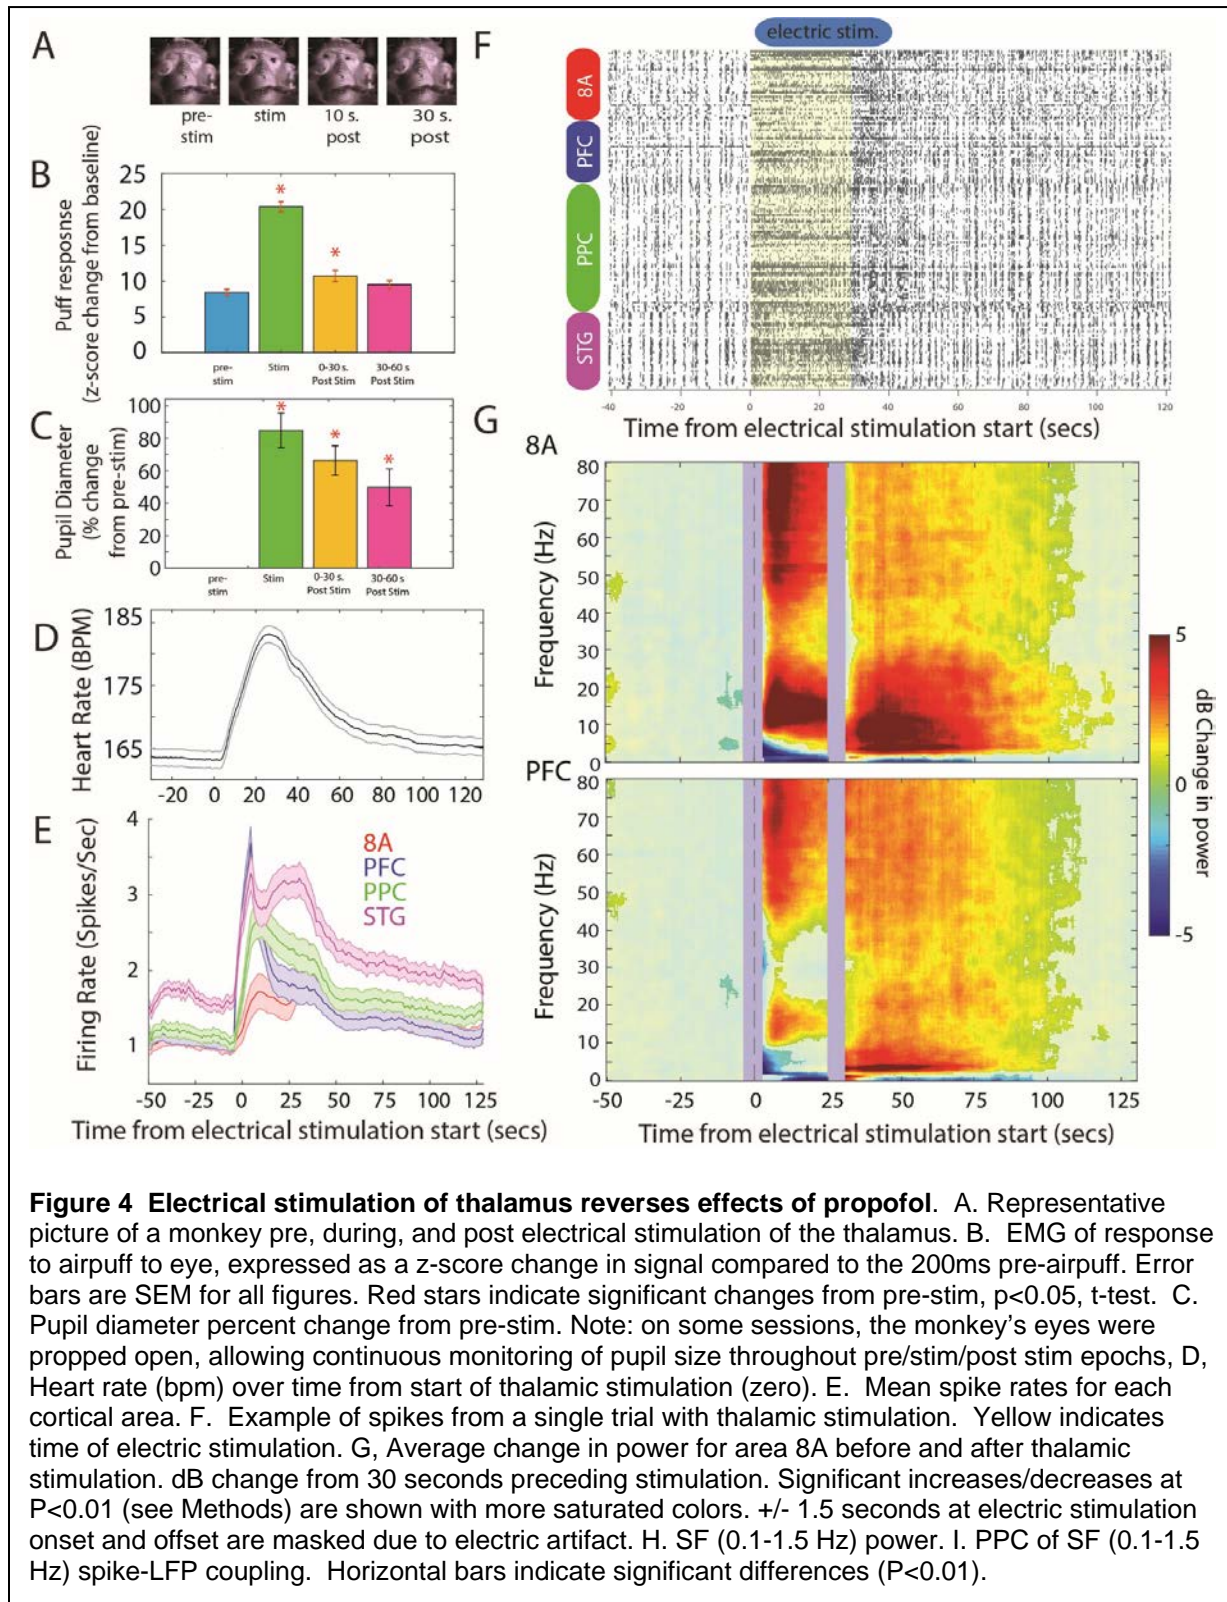 A
pre-
stim
stim
10 s.
post
30 s.
post
B
Puff resposne
(z-score change from baseline)
25
20
15
10
5
0
*
*
pre-
stim
Stim
0-30 s.
Post Stim
30-60 s
Post Stim
C
Pupil Diameter
(% change
from pre-stim)
100
80
60
40
20
0
*
*
*
pre-
stim
Stim
0-30 s.
Post Stim
30-60 s
Post Stim
D
Heart Rate (BPM)
185
175
165
-20 0 20 40 60 80 100 120
E
Firing Rate (Spikes/Sec)
4
3
2
1
8A
PFC
PPC
STG
-50 -25 0 25 50 75 100 125
Time from electrical stimulation start (secs)
F
electric stim.
8A
PFC
PPC
STG
-40 -20 0 20 40 60 80 100 120
Time from electrical stimulation start (secs)
G
8A
Frequency (Hz)
80
70
60
50
40
30
20
10
0
PFC
Frequency (Hz)
80
70
60
50
40
30
20
10
0
-50 -25 0 25 50 75 100 125
Time from electrical stimulation start (secs)
5
0
-5
dB Change in power
Figure 4 Electrical stimulation of thalamus reverses effects of propofol. A. Representative
picture of a monkey pre, during, and post electrical stimulation of the thalamus. B. EMG of response
to airpuff to eye, expressed as a z-score change in signal compared to the 200ms pre-airpuff. Error
bars are SEM for all figures. Red stars indicate significant changes from pre-stim, p<0.05, t-test. C.
Pupil diameter percent change from pre-stim. Note: on some sessions, the monkey's eyes were
propped open, allowing continuous monitoring of pupil size throughout pre/stim/post stim epochs, D,
Heart rate (bpm) over time from start of thalamic stimulation (zero). E. Mean spike rates for each
cortical area. F. Example of spikes from a single trial with thalamic stimulation. Yellow indicates
time of electric stimulation. G, Average change in power for area 8A before and after thalamic
stimulation. dB change from 30 seconds preceding stimulation. Significant increases/decreases at
P<0.01 (see Methods) are shown with more saturated colors. +/- 1.5 seconds at electric stimulation
onset and offset are masked due to electric artifact. H. SF (0.1-1.5 Hz) power. I. PPC of SF (0.1-1.5
Hz) spike-LFP coupling. Horizontal bars indicate significant differences (P<0.01).